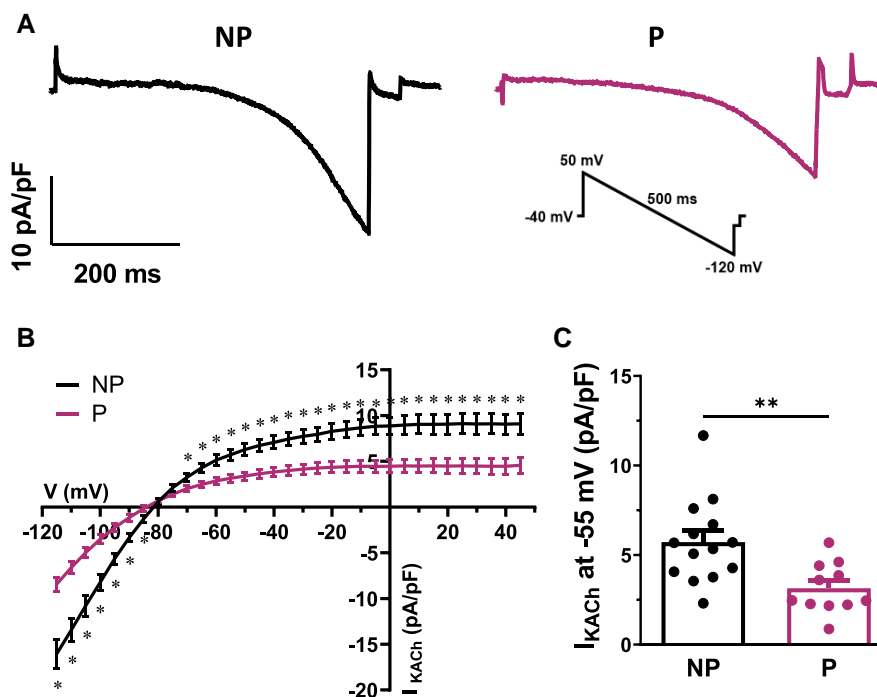 A
NP
P
10 pA/pF
200 ms
50 mV
500 ms
-40 mV
-120 mV
B
NP
P
V (mV)
15
10
5
-5
-10
-15
-20
-120 -100 -80 -60 -40 -20 20 40
* * * * * * * * * * * * * * * * * * * * * * * *
* * * * * * *
IKACh (pA/pF)
C
IKACh at -55 mV (pA/pF)
15
10
5
0
**
NP P